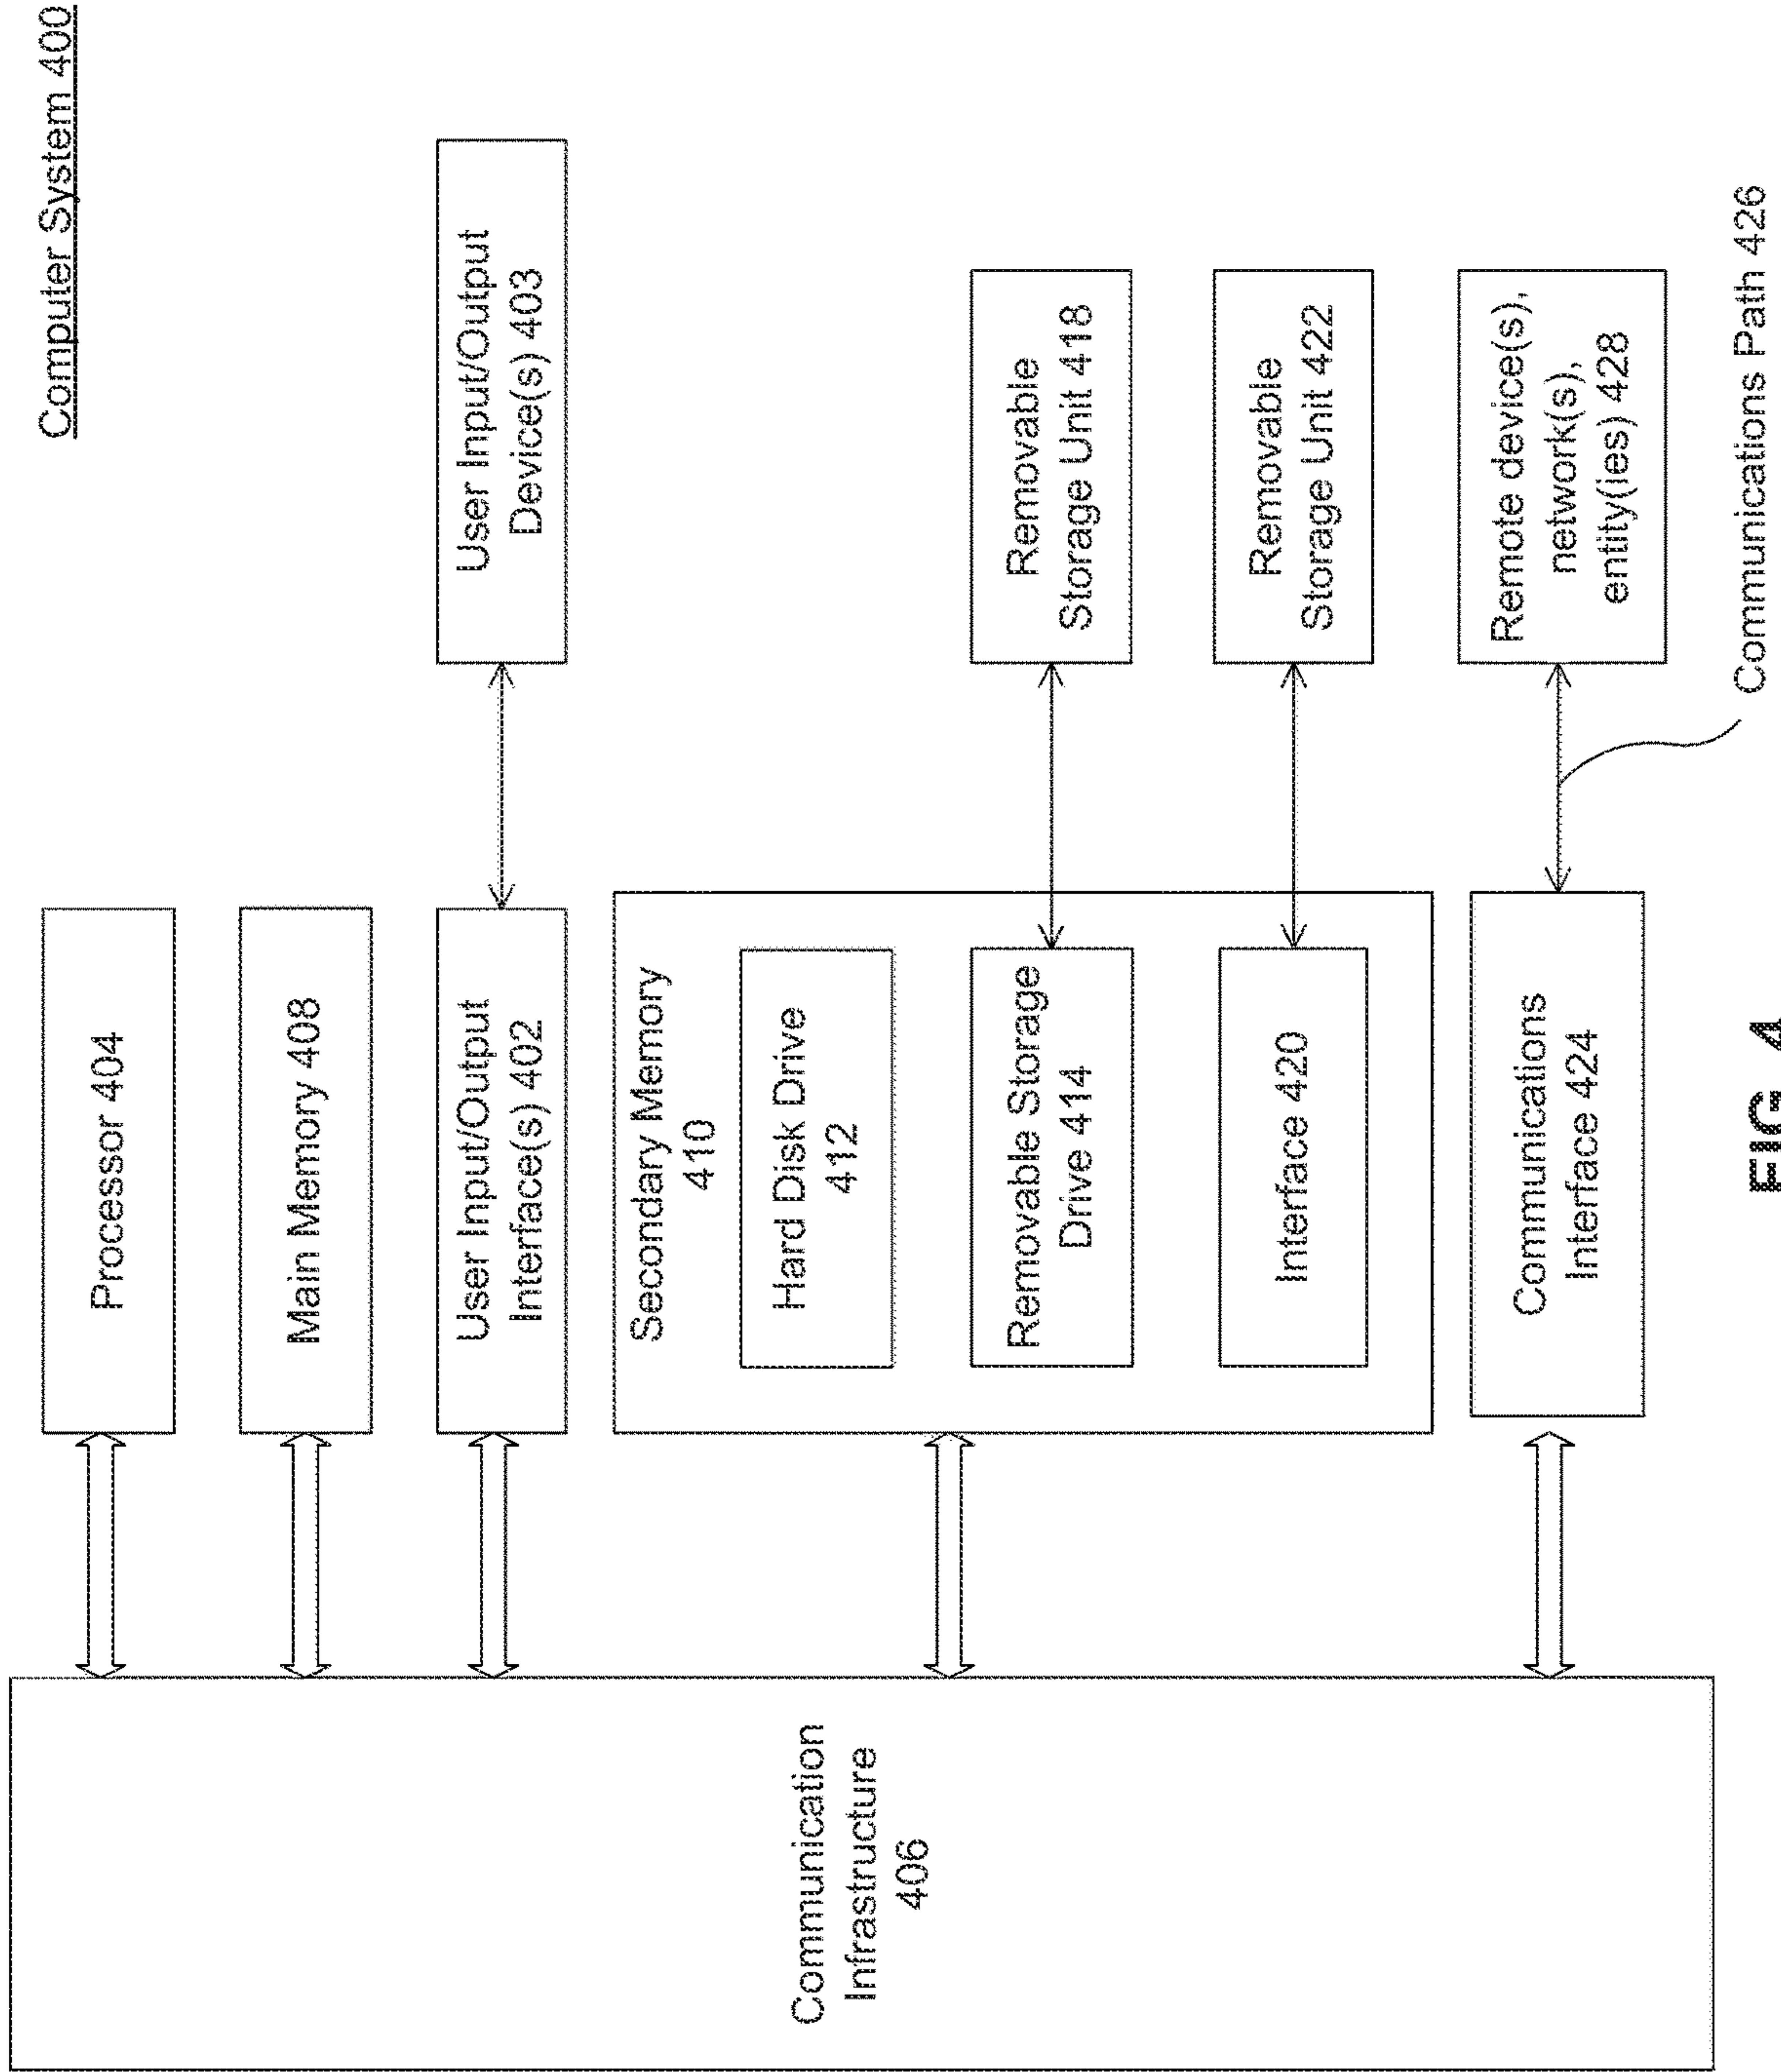 Computer System 400
Processor 404
Main Memory 408
User Input/Output
Interface(s) 402
User Input/Output
Device(s) 403
Secondary Memory
410
Hard Disk Drive
412
Removable Storage
Drive 414
Removable
Storage Unit 418
Interface 420
Removable
Storage Unit 422
Communications
Interface 424
Remote device(s),
network(s),
entity(ies) 428
Communications Path 426
Communication
Infrastructure
406
FIG. 4